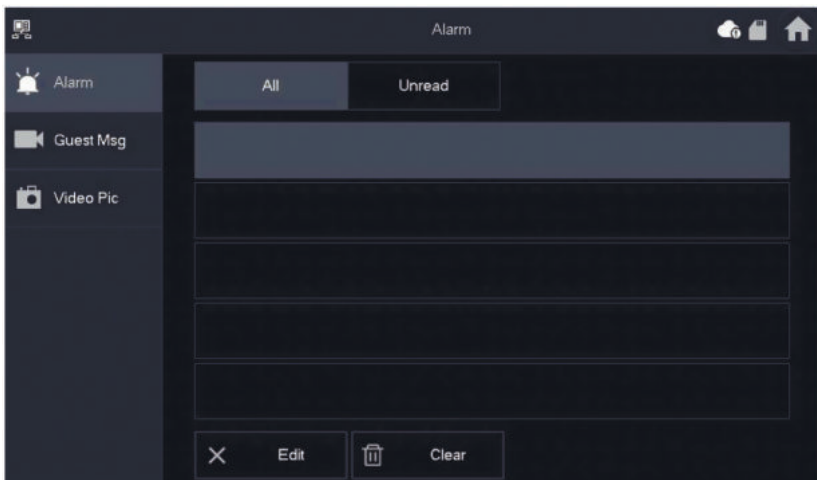 Alarm
Alarm
All
Unread
Guest Msg
Video Pic
Edit
Clear